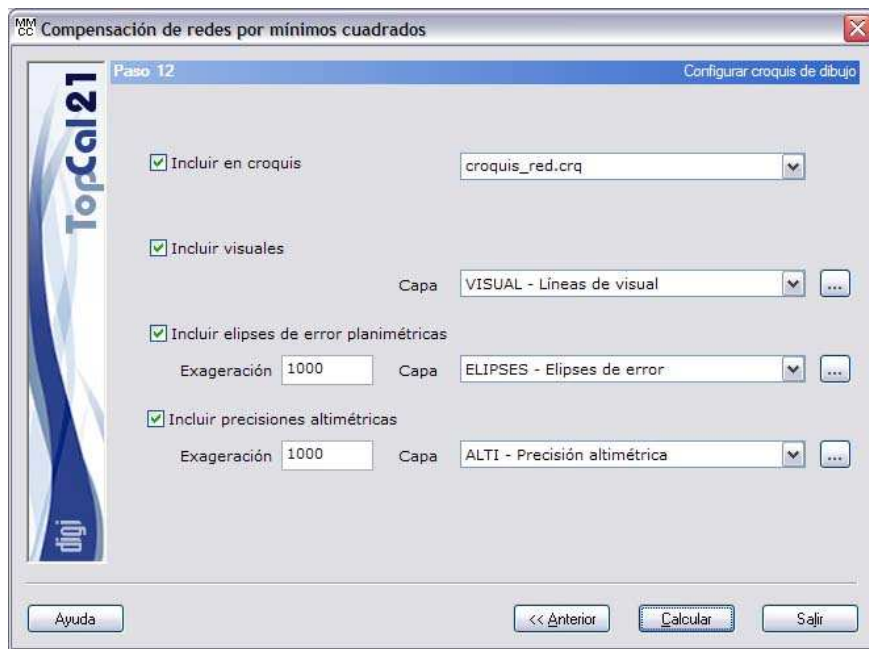 MM
CC
Compensación de redes por mínimos cuadrados
TopCal21
digi
Paso 12
Configurar croquis de dibujo
Incluir en croquis
croquis_red.crq
Incluir visuales
Capa
VISUAL - Líneas de visual
...
Incluir elipses de error planimétricas
Exageración
1000
Capa
ELIPSES - Elipses de error
...
Incluir precisiones altimétricas
Exageración
1000
Capa
ALTI - Precisión altimétrica
...
Ayuda
<< Anterior
Calcular
Salir